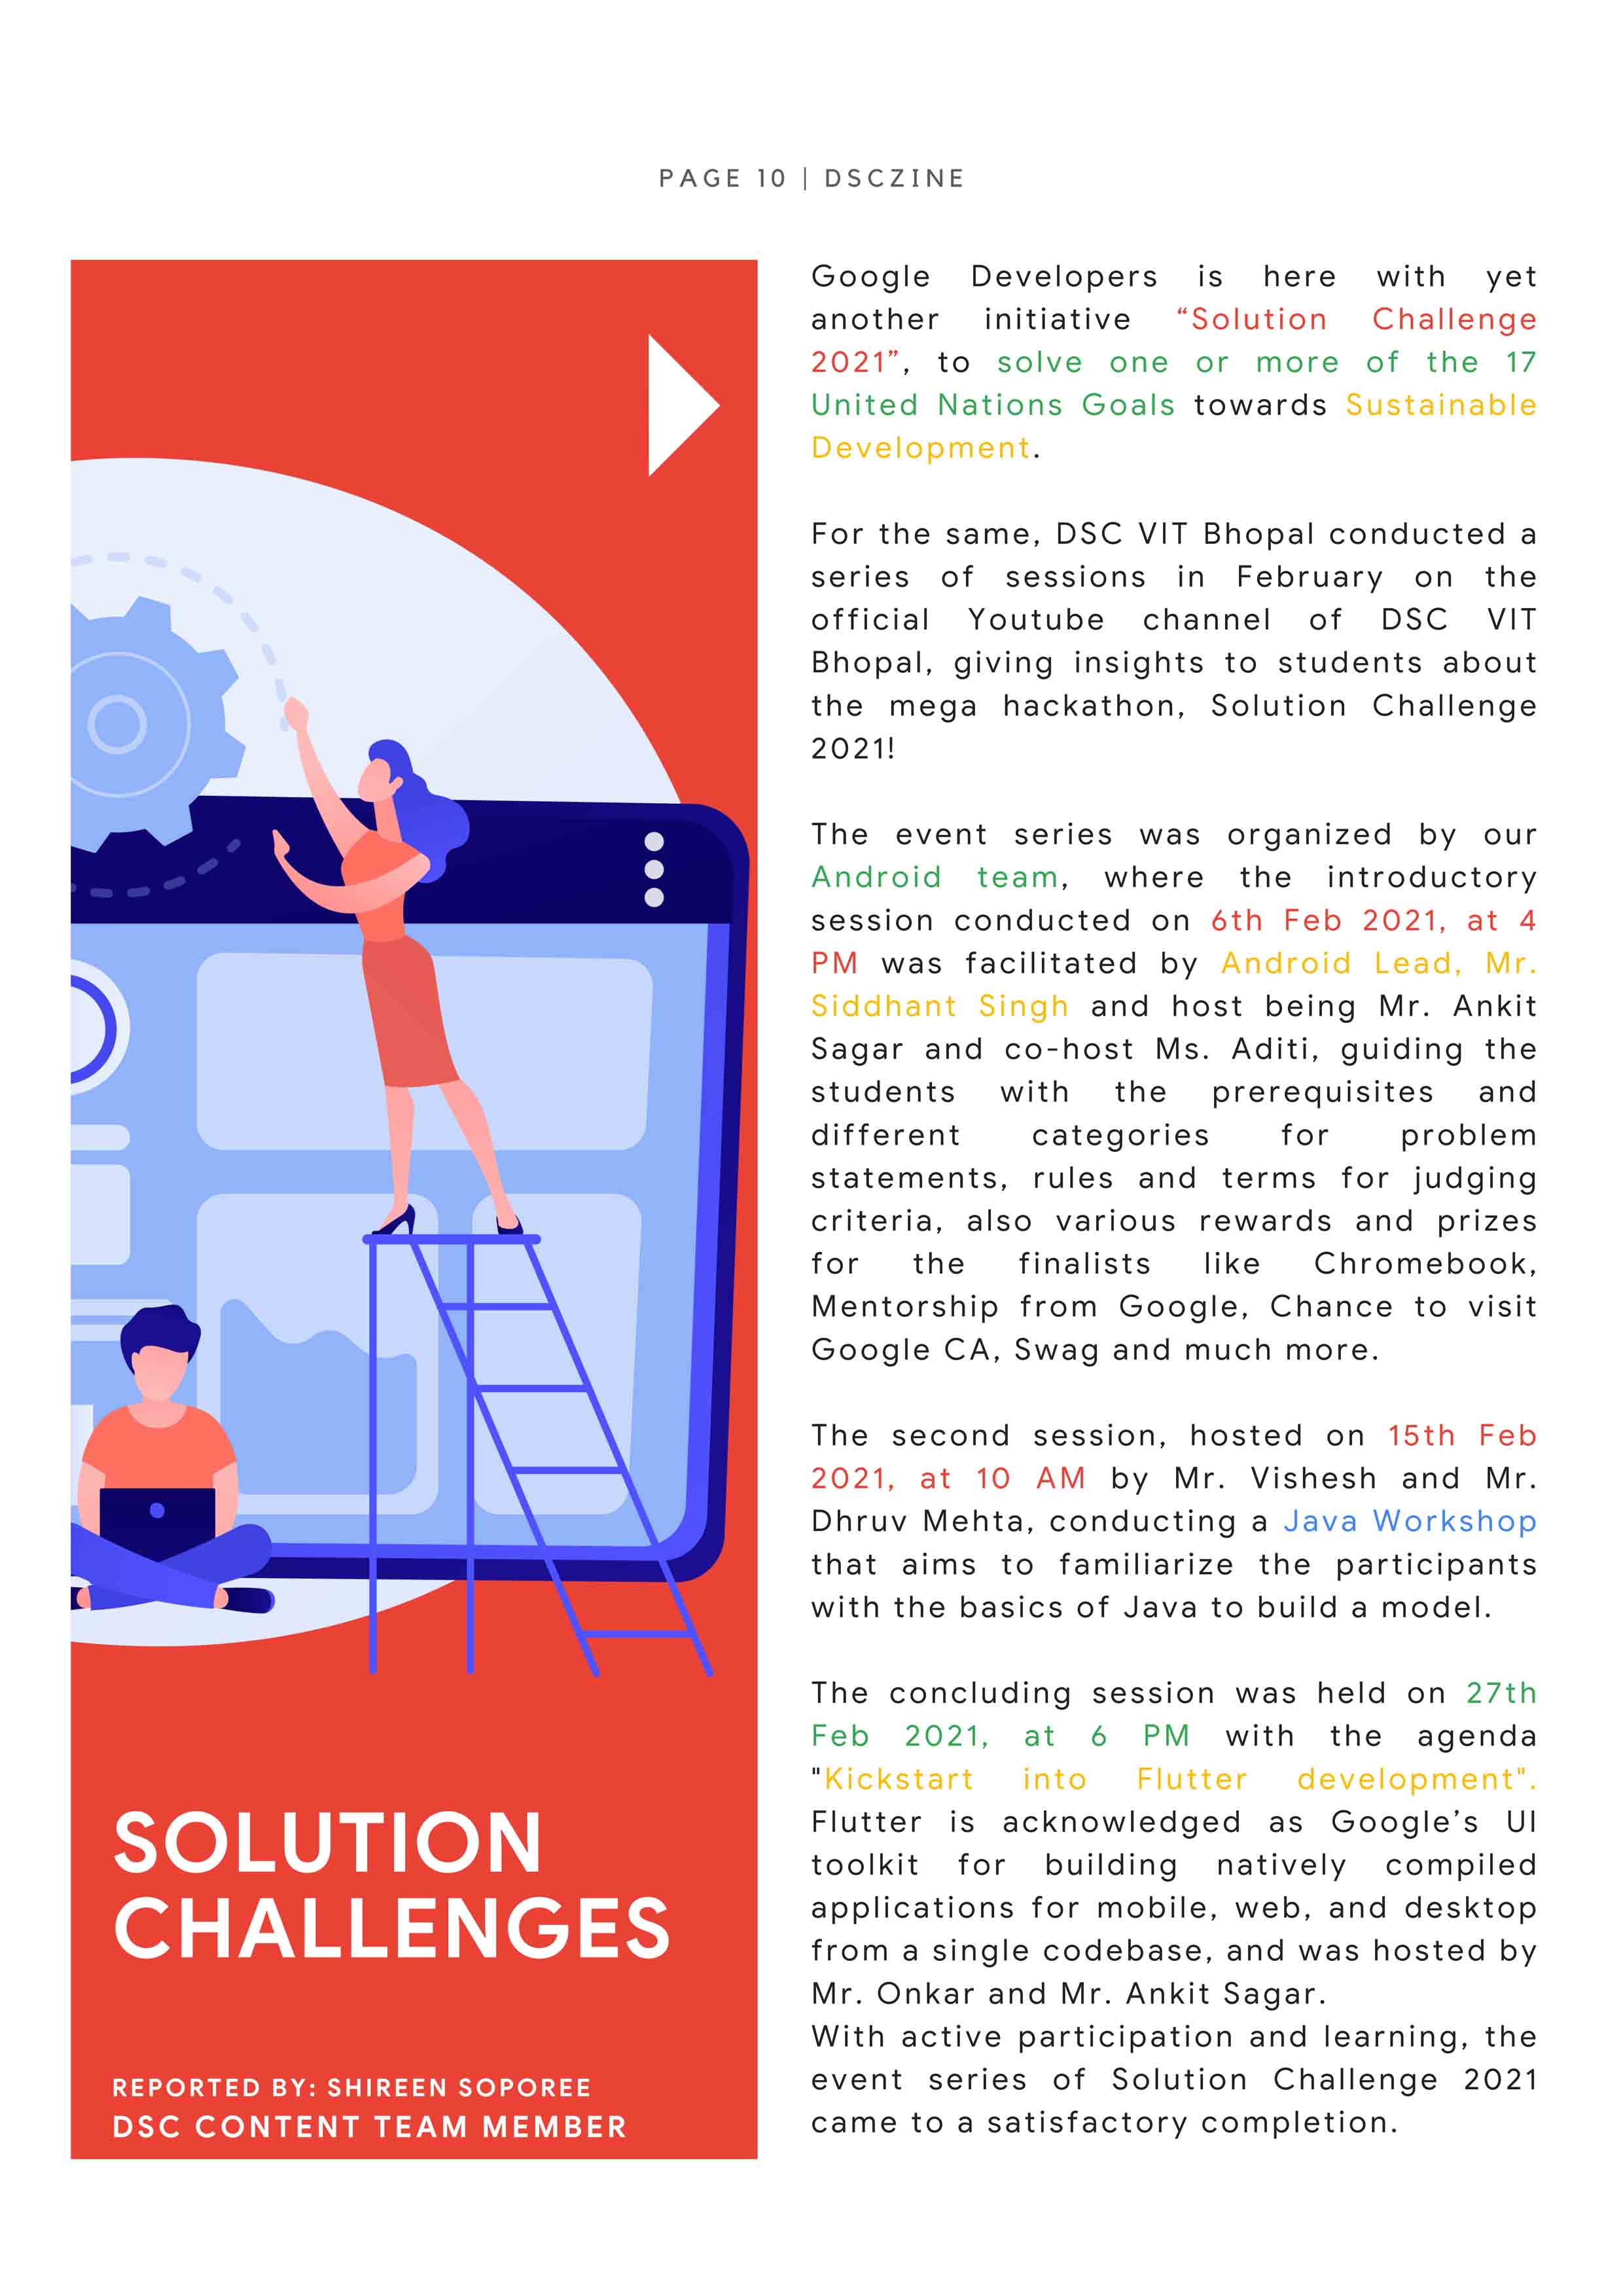 PAGE 10 | DSCZINE
SOLUTION
CHALLENGES
REPORTED BY: SHIREEN SOPOREE
DSC CONTENT TEAM MEMBER
Google Developers is here with yet
another initiative “Solution Challenge
2021”, to solve one or more of the 17
United Nations Goals towards Sustainable
Development.
For the same, DSC VIT Bhopal conducted a
series of sessions in February on the
official Youtube channel of DSC VIT
Bhopal, giving insights to students about
the mega hackathon, Solution Challenge
2021!
The event series was organized by our
Android team, where the introductory
session conducted on 6th Feb 2021, at 4
PM was facilitated by Android Lead, Mr.
Siddhant Singh and host being Mr. Ankit
Sagar and co-host Ms. Aditi, guiding the
students with the prerequisites and
different categories for problem
statements, rules and terms for judging
criteria, also various rewards and prizes
for the finalists like Chromebook,
Mentorship from Google, Chance to visit
Google CA, Swag and much more.
The second session, hosted on 15th Feb
2021, at 10 AM by Mr. Vishesh and Mr.
Dhruv Mehta, conducting a Java Workshop
that aims to familiarize the participants
with the basics of Java to build a model.
The concluding session was held on 27th
Feb 2021, at 6 PM with the agenda
"Kickstart into Flutter development".
Flutter is acknowledged as Google’s UI
toolkit for building natively compiled
applications for mobile, web, and desktop
from a single codebase, and was hosted by
Mr. Onkar and Mr. Ankit Sagar.
With active participation and learning, the
event series of Solution Challenge 2021
came to a satisfactory completion.